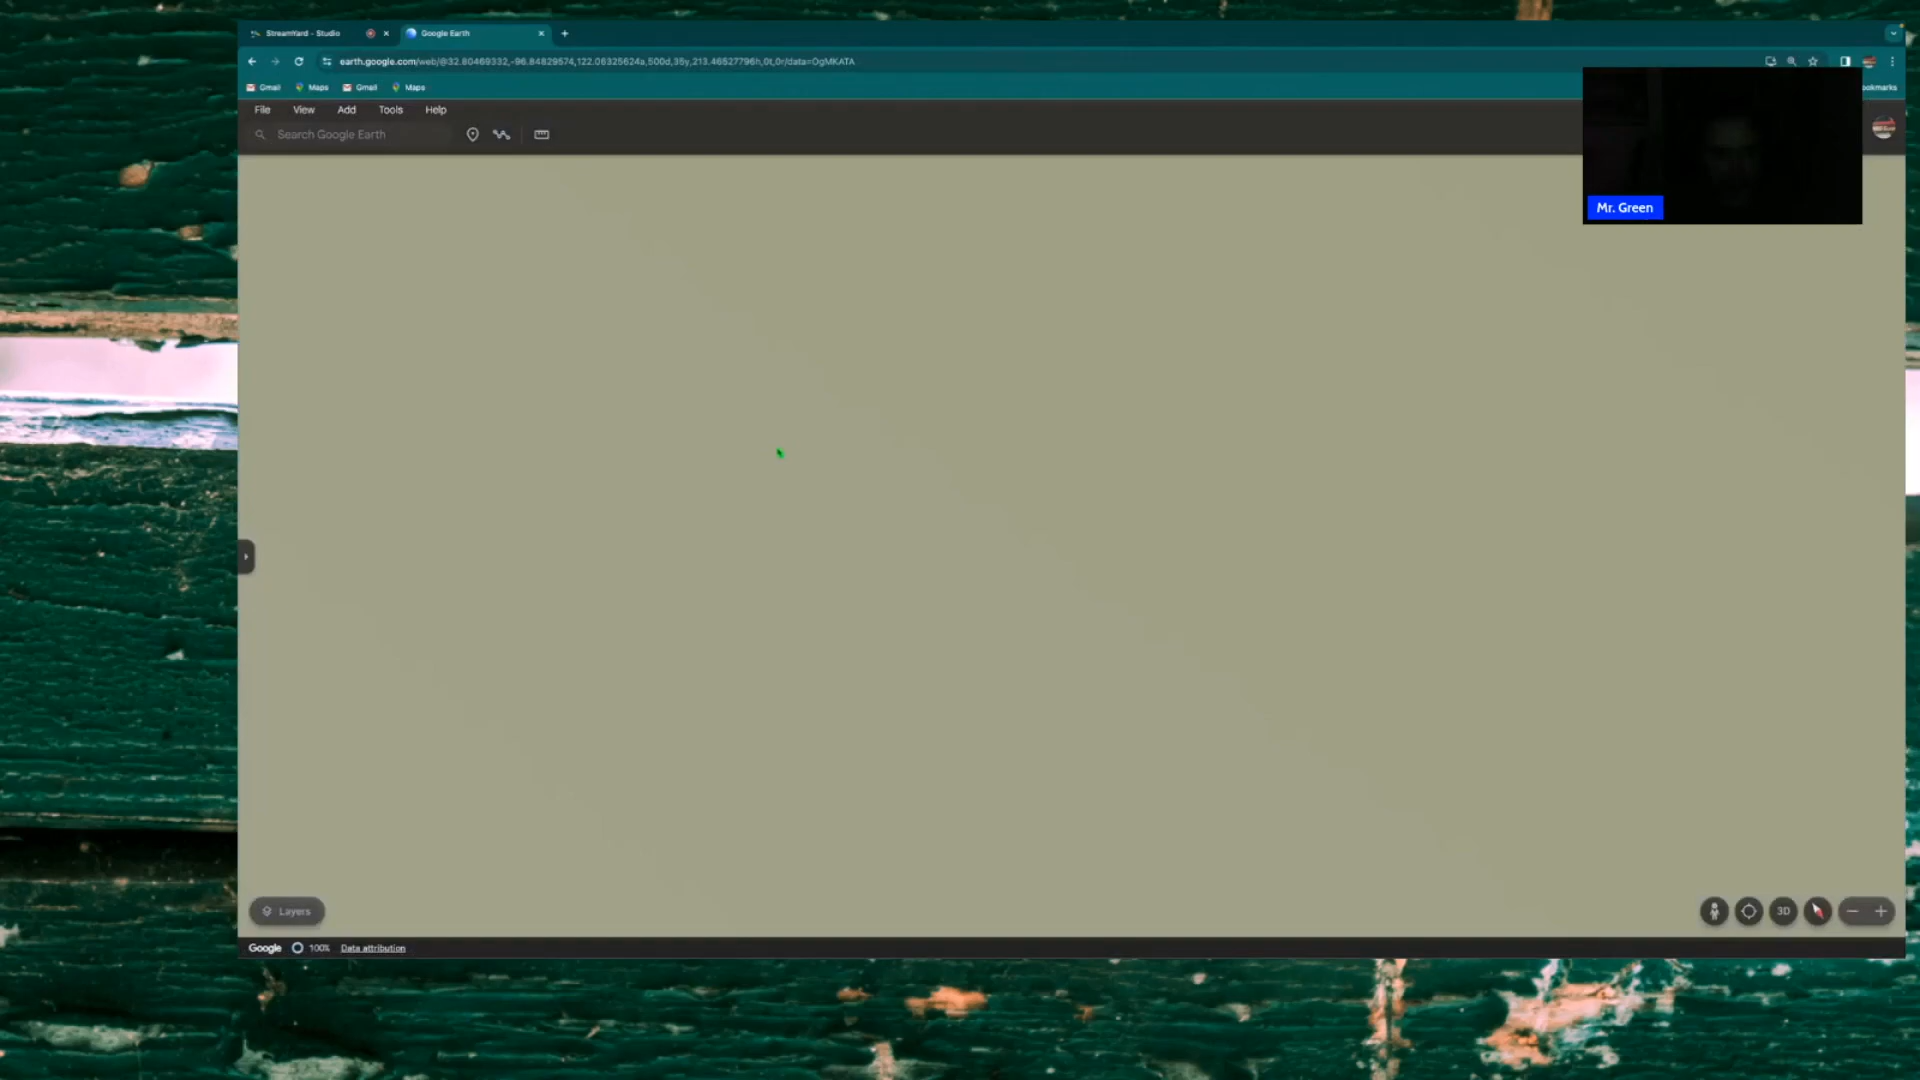 StreamYard - Studio
Google Earth
earth.google.com/web/@32.80469332,-96.84829574,122.06325624a,500d,35y,213.46527796h,0t,0r/data=OgMKATA
Gmail Maps Gmail Maps
ookmarks
File View Add Tools Help
Search Google Earth
Mr. Green
Layers
3D
Google 100% Data attribution